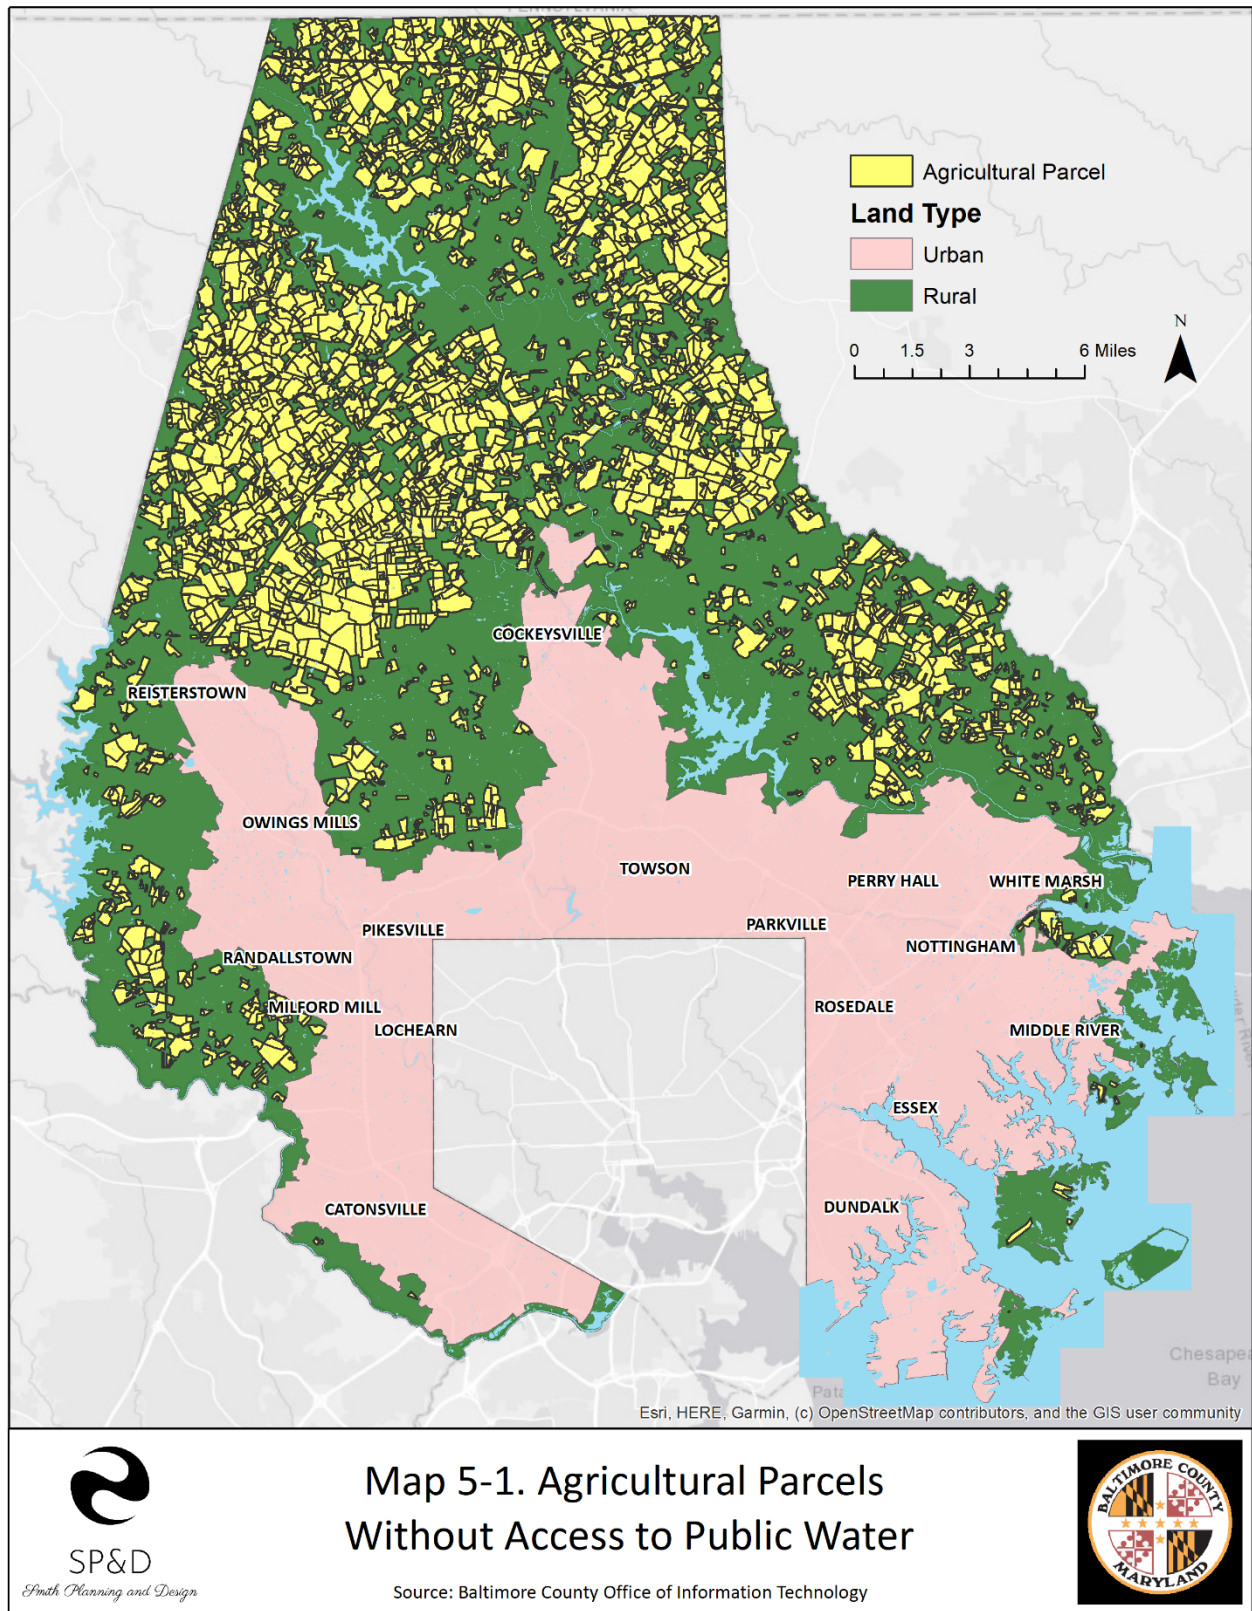 PENNSYLVANIA
Agricultural Parcel
Land Type
Urban
Rural
N
0 1.5 3 6 Miles
COCKEYSVILLE
REISTERSTOWN
OWINGS MILLS
TOWSON
PERRY HALL
WHITE MARSH
PIKESVILLE
PARKVILLE
NOTTINGHAM
RANDALLSTOWN
MILFORD MILL
ROSEDALE
LOCHEARN
MIDDLE RIVER
ESSEX
CATONSVILLE
DUNDALK
Chesapea
Bay
Pata
Esri, HERE, Garmin, (c) OpenStreetMap contributors, and the GIS user community
Map 5-1. Agricultural Parcels
Without Access to Public Water
Source: Baltimore County Office of Information Technology
SP&D
Smith Planning and Design
BALTIMORE COUNTY
MARYLAND